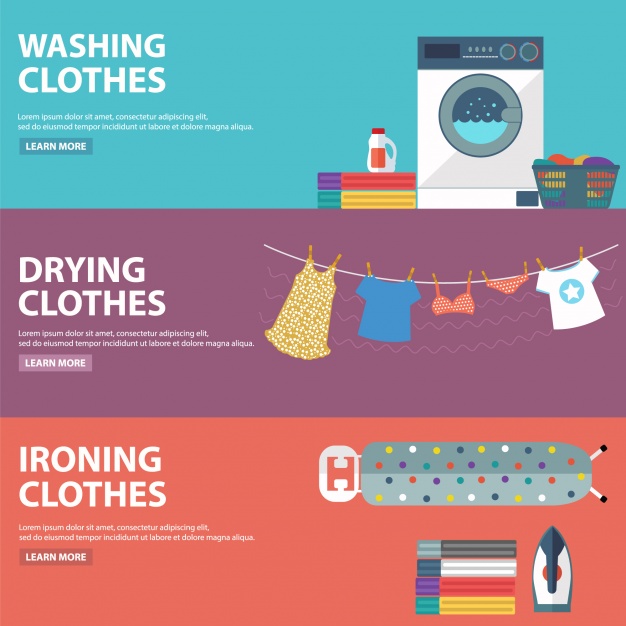 WASHING
CLOTHES
Lorem ipsum dolor sit amet, consectetur adipiscing elit,
sed do eiusmod tempor incididunt ut labore et dolore magna aliqua.
LEARN MORE
DRYING
CLOTHES
Lorem ipsum dolor sit amet, consectetur adipiscing elit,
sed do eiusmod tempor incididunt ut labore et dolore magna aliqua.
LEARN MORE
IRONING
CLOTHES
Lorem ipsum dolor sit amet, consectetur adipiscing elit,
sed do eiusmod tempor incididunt ut labore et dolore magna aliqua.
LEARN MORE